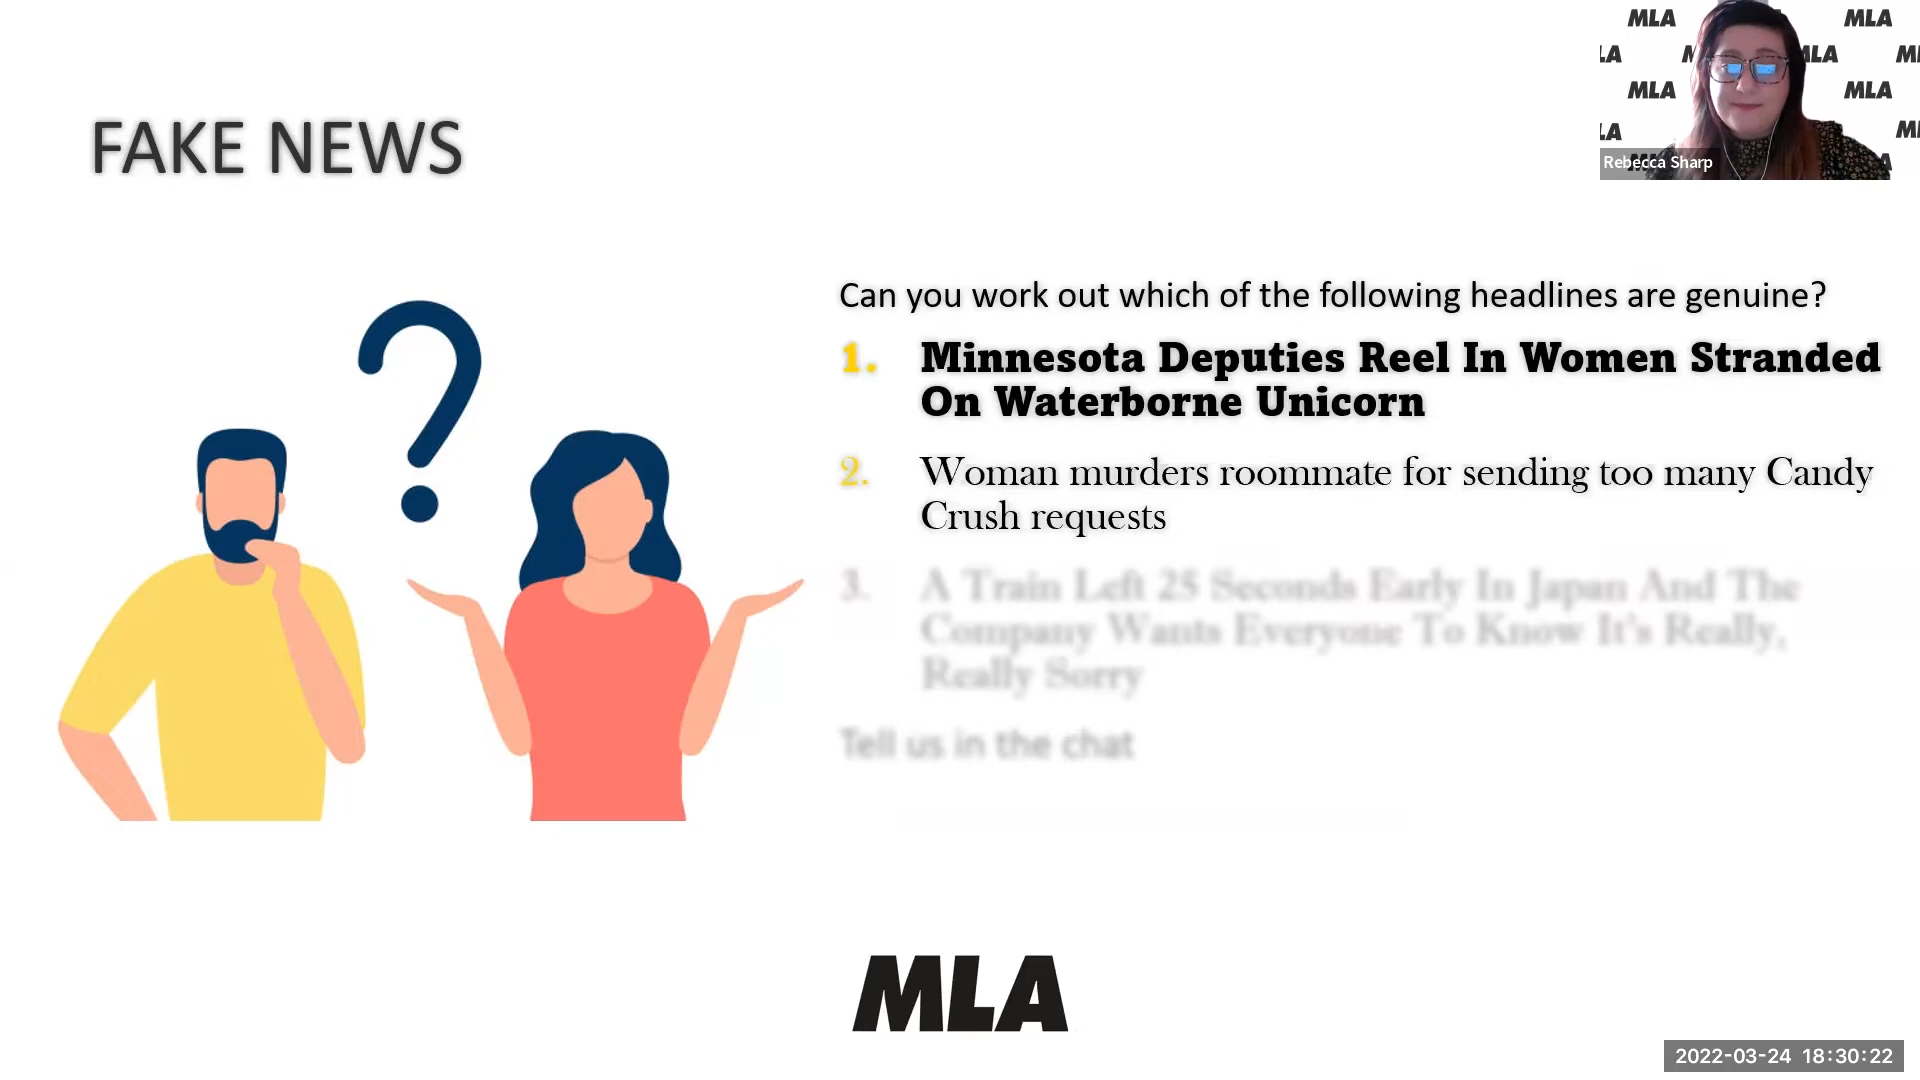 MLA MLA
LA MLA
MLA MLA
LA
Rebecca Sharp
FAKE NEWS
Can you work out which of the following headlines are genuine?
1. Minnesota Deputies Reel In Women Stranded
On Waterborne Unicorn
2. Woman murders roommate for sending too many Candy
Crush requests
3. A Train Left 25 Seconds Early In Japan And The
Company Wants Everyone To Know It's Really,
Really Sorry
Tell us in the chat
MLA
2022-03-24 18:30:22